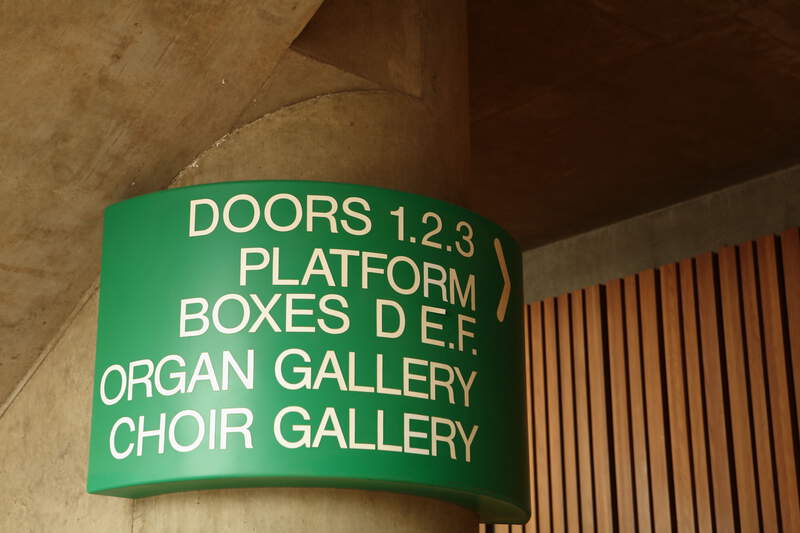 DOORS 1.2.3
PLATFORM
BOXES D E.F.
ORGAN GALLERY
CHOIR GALLERY